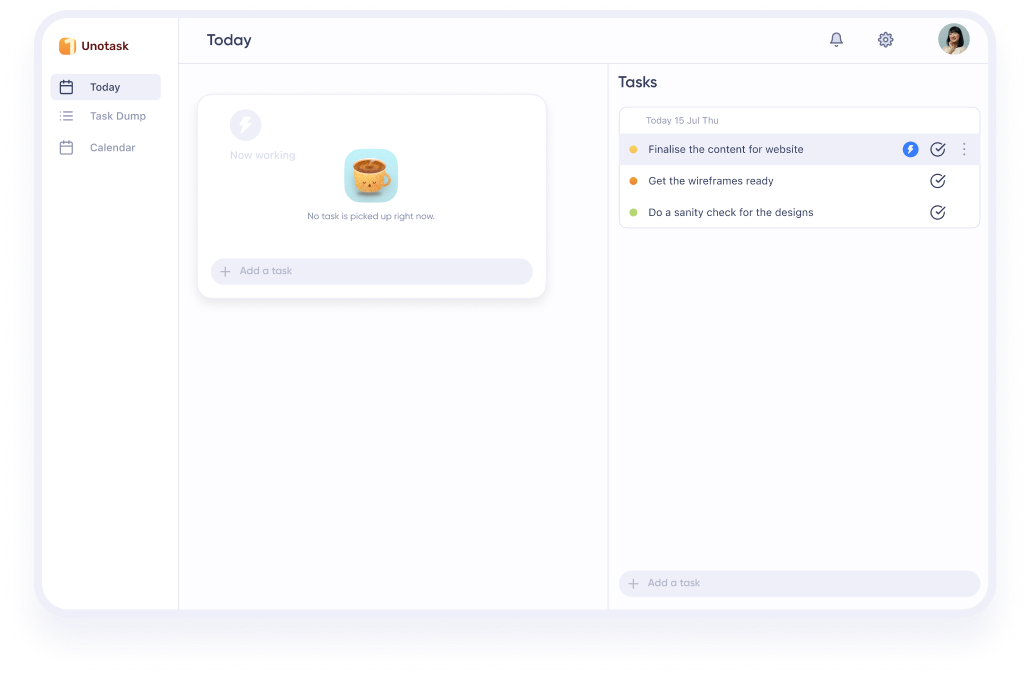 Unotask
Today
Task Dump
Calendar
Today
Now working
No task is picked up right now.
Add a task
Tasks
Today 15 Jul Thu
Finalise the content for website
Get the wireframes ready
Do a sanity check for the designs
Add a task